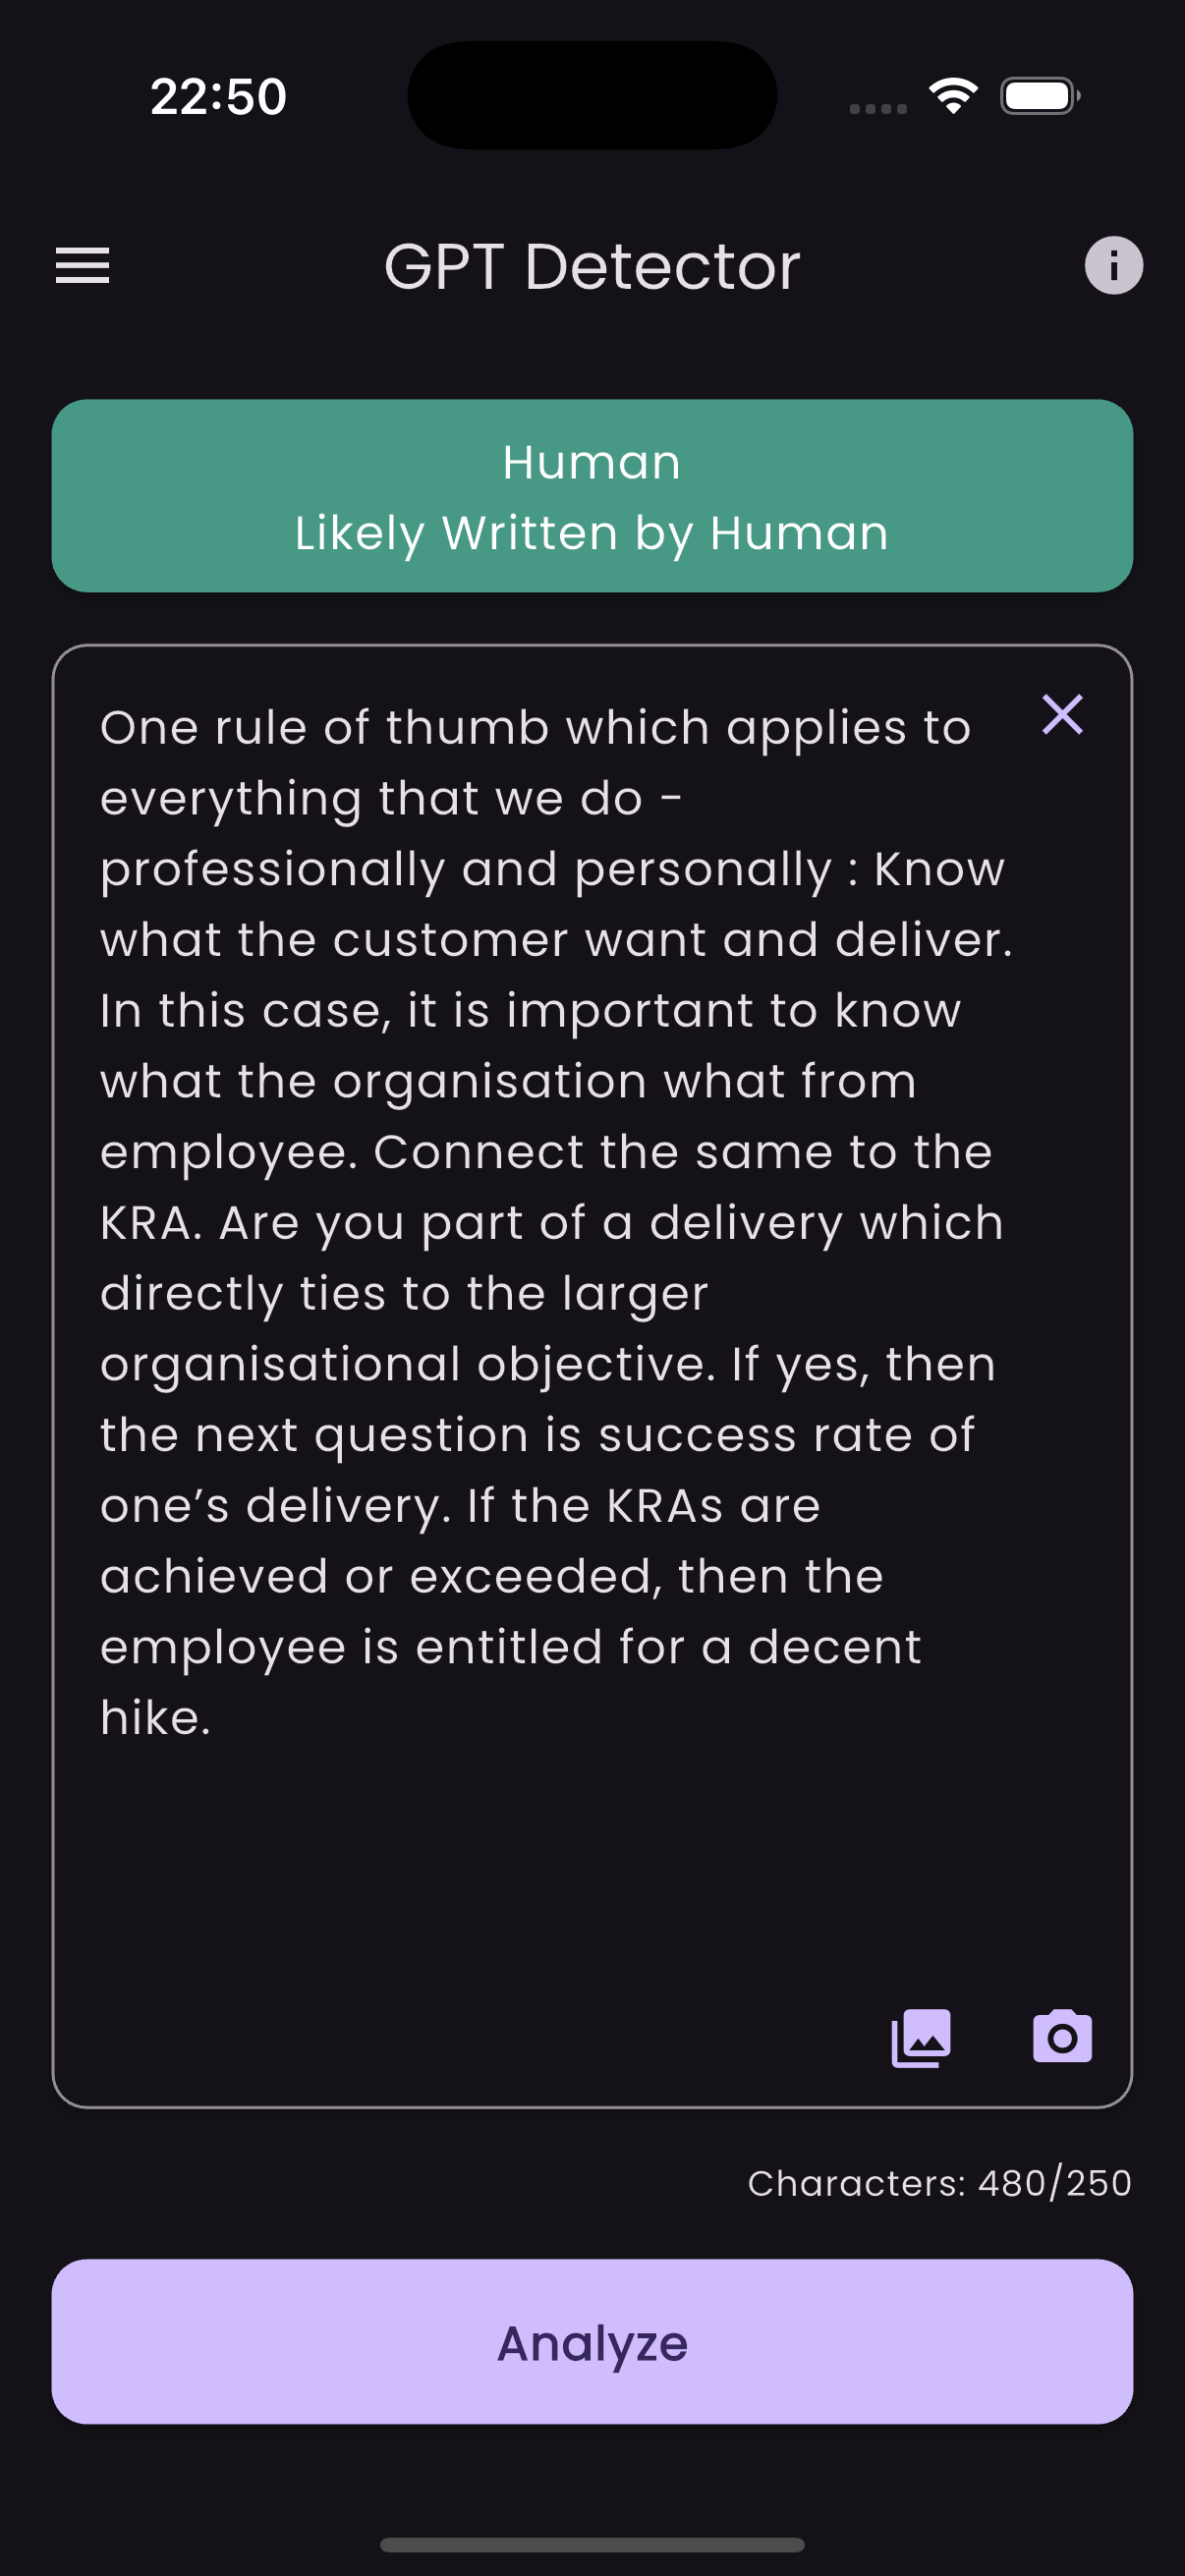 22:50
GPT Detector
Human
Likely Written by Human
One rule of thumb which applies to
everything that we do -
professionally and personally : Know
what the customer want and deliver.
In this case, it is important to know
what the organisation what from
employee. Connect the same to the
KRA. Are you part of a delivery which
directly ties to the larger
organisational objective. If yes, then
the next question is success rate of
one’s delivery. If the KRAs are
achieved or exceeded, then the
employee is entitled for a decent
hike.
Characters: 480/250
Analyze